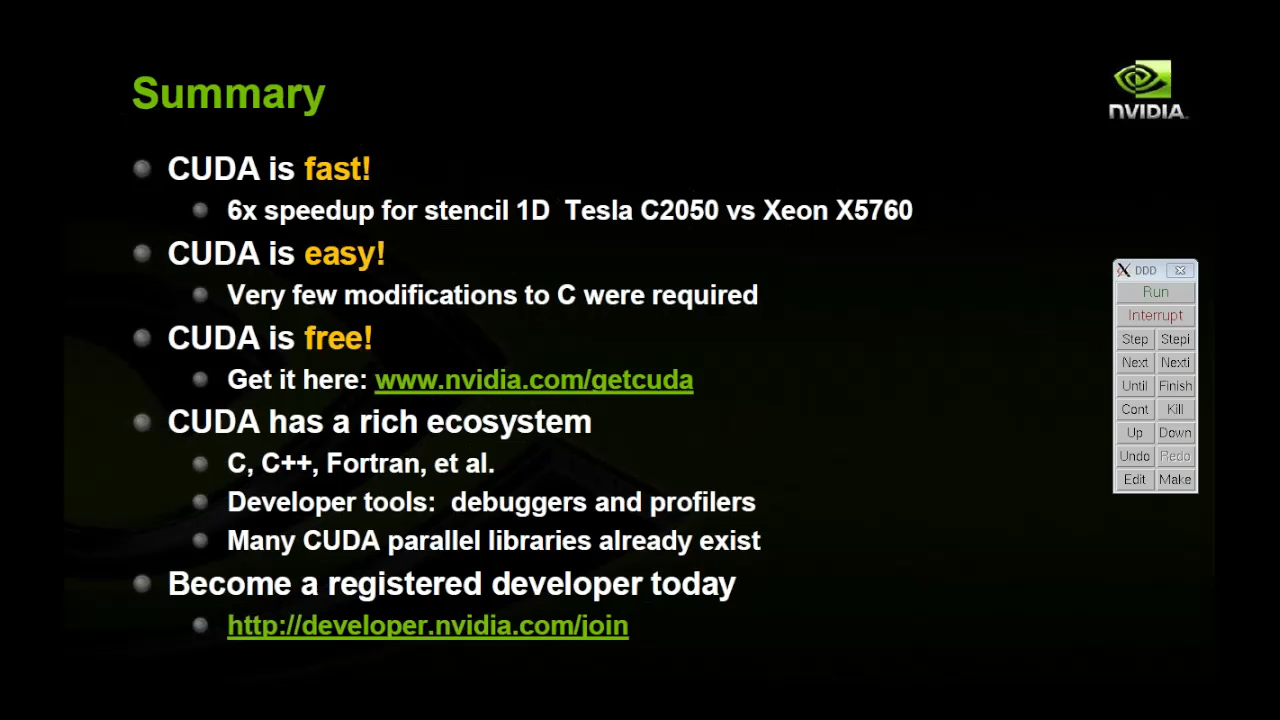 Summary
NVIDIA
CUDA is fast!
6x speedup for stencil 1D Tesla C2050 vs Xeon X5760
CUDA is easy!
Very few modifications to C were required
CUDA is free!
Get it here: www.nvidia.com/getcuda
CUDA has a rich ecosystem
C, C++, Fortran, et al.
Developer tools: debuggers and profilers
Many CUDA parallel libraries already exist
Become a registered developer today
http://developer.nvidia.com/join
DDD
Run
Interrupt
Step Stepi
Next Nexti
Until Finish
Cont Kill
Up Down
Undo Redo
Edit Make